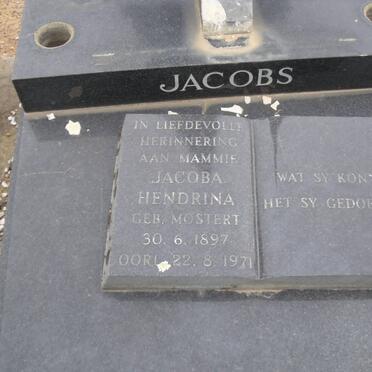 JACOBS
IN LIEFDEVOLLE
HERINNERING
AAN MAMMIE
JACOBA
HENDRINA
GEB. MOSTERT
30. 6. 1897
OORL. 22. 8. 1971
WAT SY KON
HET SY GEDOEN